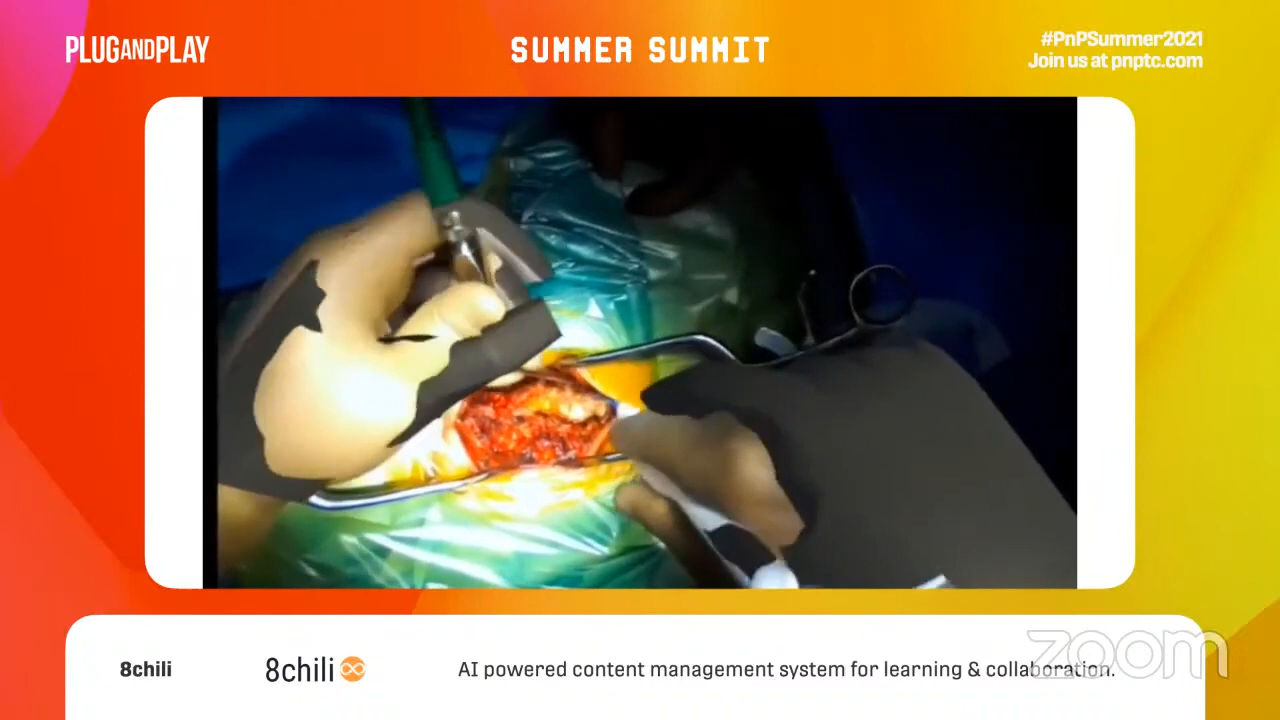 PLUGANDPLAY
SUMMER SUMMIT
#PnPSummer2021
Join us at pnptc.com
8chili
8chili
AI powered content management system for learning & collaboration.
zoom